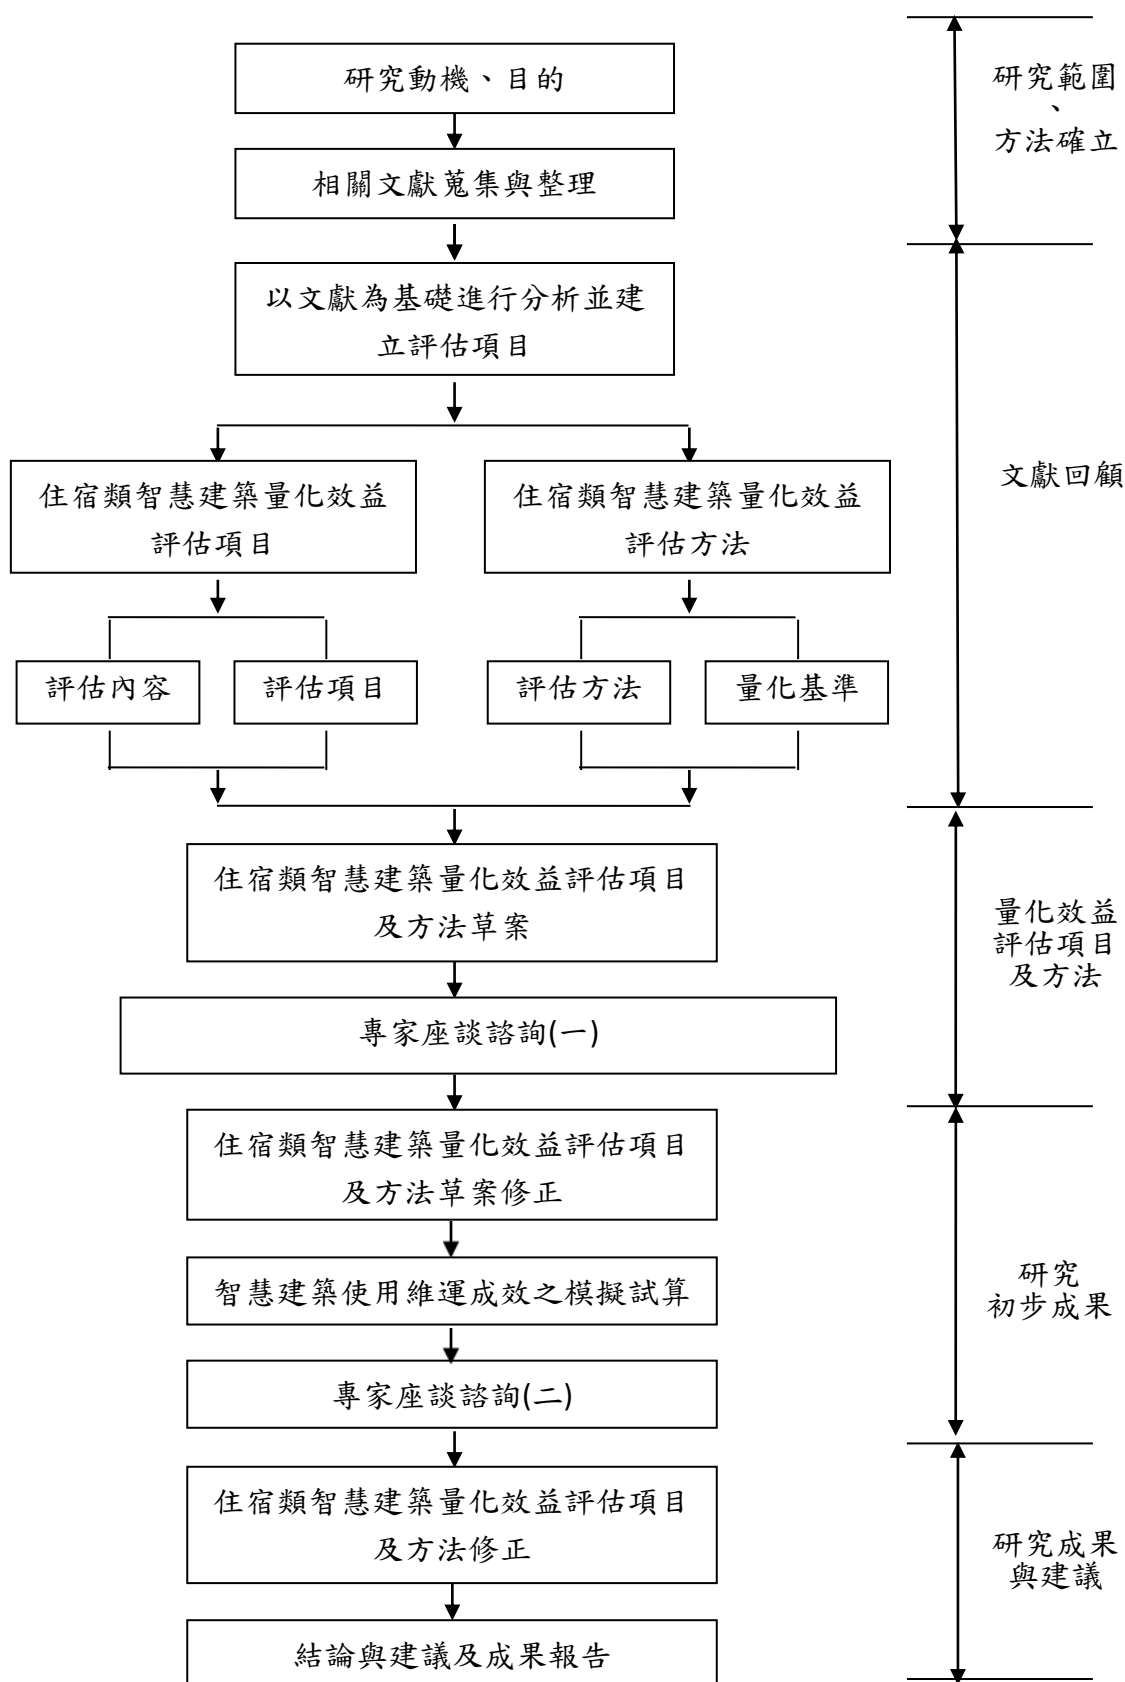 研究動機、目的
相關文獻蒐集與整理
以文獻為基礎進行分析並建
立評估項目
住宿類智慧建築量化效益
評估項目
住宿類智慧建築量化效益
評估方法
評估內容
評估項目
評估方法
量化基準
住宿類智慧建築量化效益評估項目
及方法草案
專家座談諮詢(一)
住宿類智慧建築量化效益評估項目
及方法草案修正
智慧建築使用維運成效之模擬試算
專家座談諮詢(二)
住宿類智慧建築量化效益評估項目
及方法修正
結論與建議及成果報告
研究範圍
、
方法確立
文獻回顧
量化效益
評估項目
及方法
研究
初步成果
研究成果
與建議